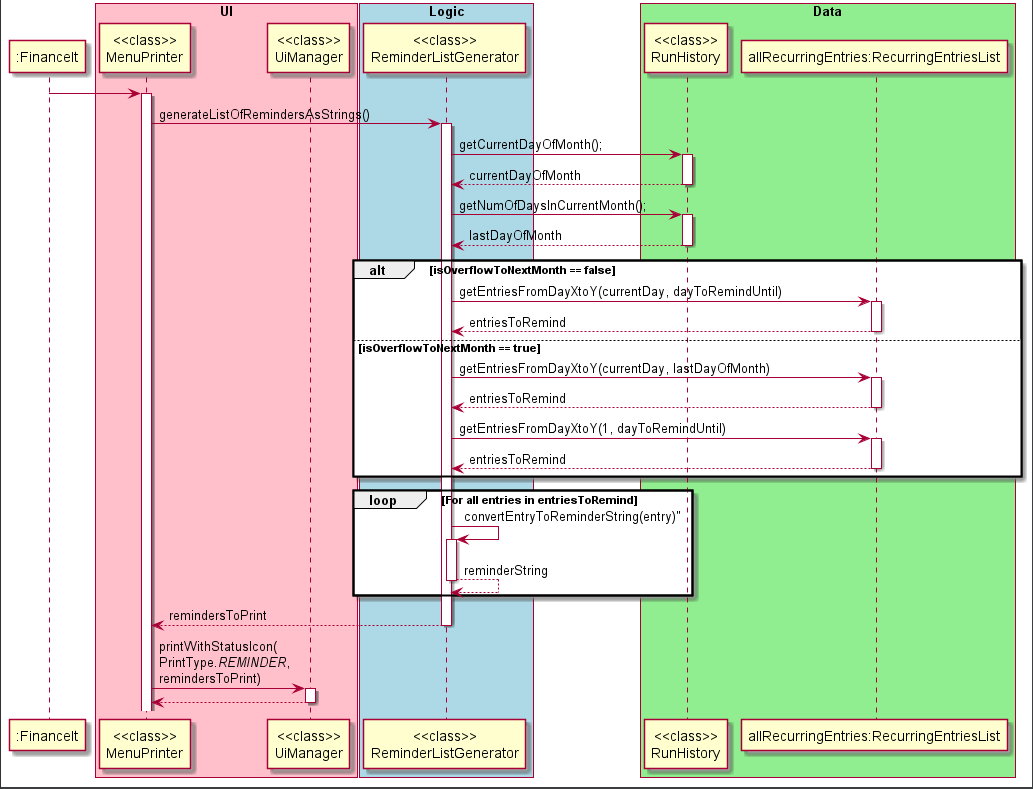 UI
Logic
Data
:FinanceIt
<<class>>
MenuPrinter
<<class>>
UiManager
<<class>>
ReminderListGenerator
<<class>>
RunHistory
allRecurringEntries:RecurringEntriesList
generateListOfRemindersAsStrings()
getCurrentDayOfMonth();
currentDayOfMonth
getNumOfDaysInCurrentMonth();
lastDayOfMonth
alt
[isOverflowToNextMonth == false]
getEntriesFromDayXtoY(currentDay, dayToRemindUntil)
entriesToRemind
[isOverflowToNextMonth == true]
getEntriesFromDayXtoY(currentDay, lastDayOfMonth)
entriesToRemind
getEntriesFromDayXtoY(1, dayToRemindUntil)
entriesToRemind
loop
[For all entries in entriesToRemind]
convertEntryToReminderString(entry)"
reminderString
remindersToPrint
printWithStatusIcon(
PrintType.REMINDER,
remindersToPrint)
:FinanceIt
<<class>>
MenuPrinter
<<class>>
UiManager
<<class>>
ReminderListGenerator
<<class>>
RunHistory
allRecurringEntries:RecurringEntriesList